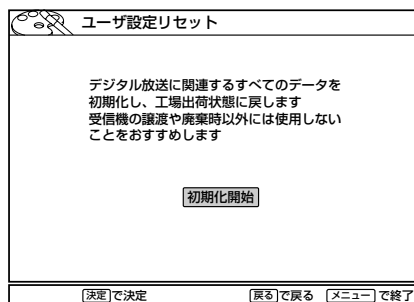 ユーザ設定リセット
デジタル放送に関連するすべてのデータを
初期化し、工場出荷状態に戻します
受信機の譲渡や廃棄時以外には使用しない
ことをおすすめします
初期化開始
決定で決定 戻るで戻る メニューで終了